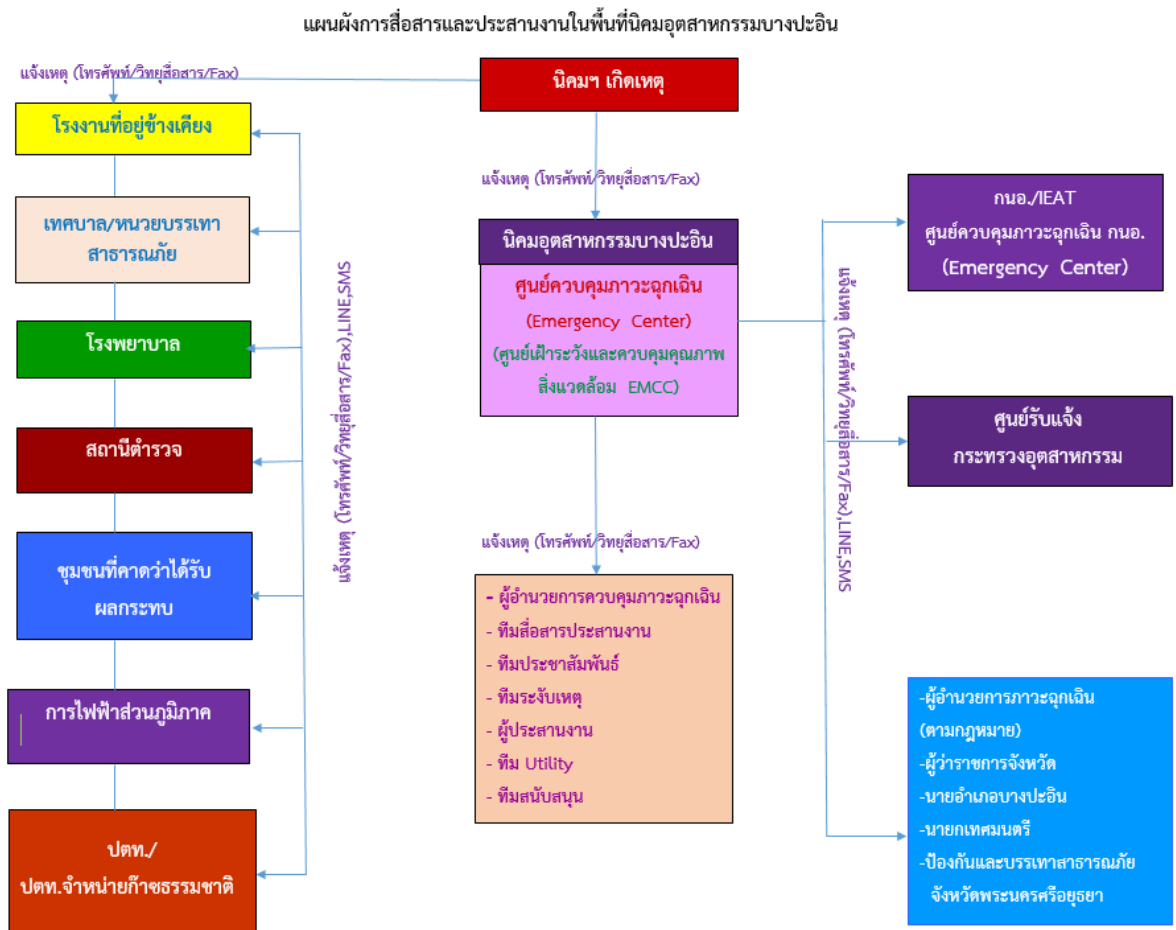 แผนผังการสื่อสารและประสานงานในพื้นที่นิคมอุตสาหกรรมบางปะอิน
แจ้งเหตุ (โทรศัพท์/วิทยุสื่อสาร/Fax)
นิคมฯ เกิดเหตุ
โรงงานที่อยู่ข้างเคียง
เทศบาล/หนวยบรรเทา
สาธารณภัย
โรงพยาบาล
สถานีตำรวจ
ชุมชนที่คาดว่าได้รับ
ผลกระทบ
การไฟฟ้าส่วนภูมิภาค
ปตท./
ปตท.จำหน่ายก๊าซธรรมชาติ
แจ้งเหตุ (โทรศัพท์/วิทยุสื่อสาร/Fax),LINE,SMS
แจ้งเหตุ (โทรศัพท์/วิทยุสื่อสาร/Fax)
นิคมอุตสาหกรรมบางปะอิน
ศูนย์ควบคุมภาวะฉุกเฉิน
(Emergency Center)
(ศูนย์เฝ้าระวังและควบคุมคุณภาพ
สิ่งแวดล้อม EMCC)
แจ้งเหตุ (โทรศัพท์/วิทยุสื่อสาร/Fax)
- ผู้อำนวยการควบคุมภาวะฉุกเฉิน
- ทีมสื่อสารประสานงาน
- ทีมประชาสัมพันธ์
- ทีมระงับเหตุ
- ผู้ประสานงาน
- ทีม Utility
- ทีมสนับสนุน
แจ้งเหตุ (โทรศัพท์/วิทยุสื่อสาร/Fax),LINE,SMS
กนอ./IEAT
ศูนย์ควบคุมภาวะฉุกเฉิน กนอ.
(Emergency Center)
ศูนย์รับแจ้ง
กระทรวงอุตสาหกรรม
-ผู้อำนวยการภาวะฉุกเฉิน
(ตามกฎหมาย)
-ผู้ว่าราชการจังหวัด
-นายอำเภอบางปะอิน
-นายกเทศมนตรี
-ป้องกันและบรรเทาสาธารณภัย
จังหวัดพระนครศรีอยุธยา